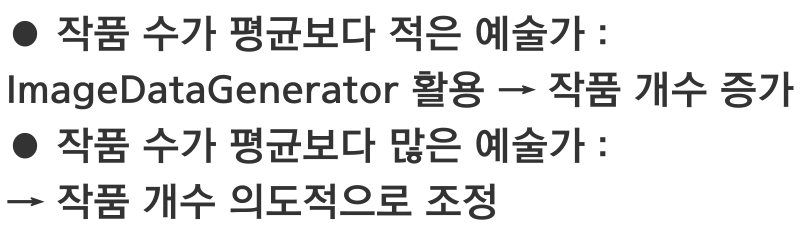 ● 작품 수가 평균보다 적은 예술가 :
ImageDataGenerator 활용 → 작품 개수 증가
● 작품 수가 평균보다 많은 예술가 :
→ 작품 개수 의도적으로 조정